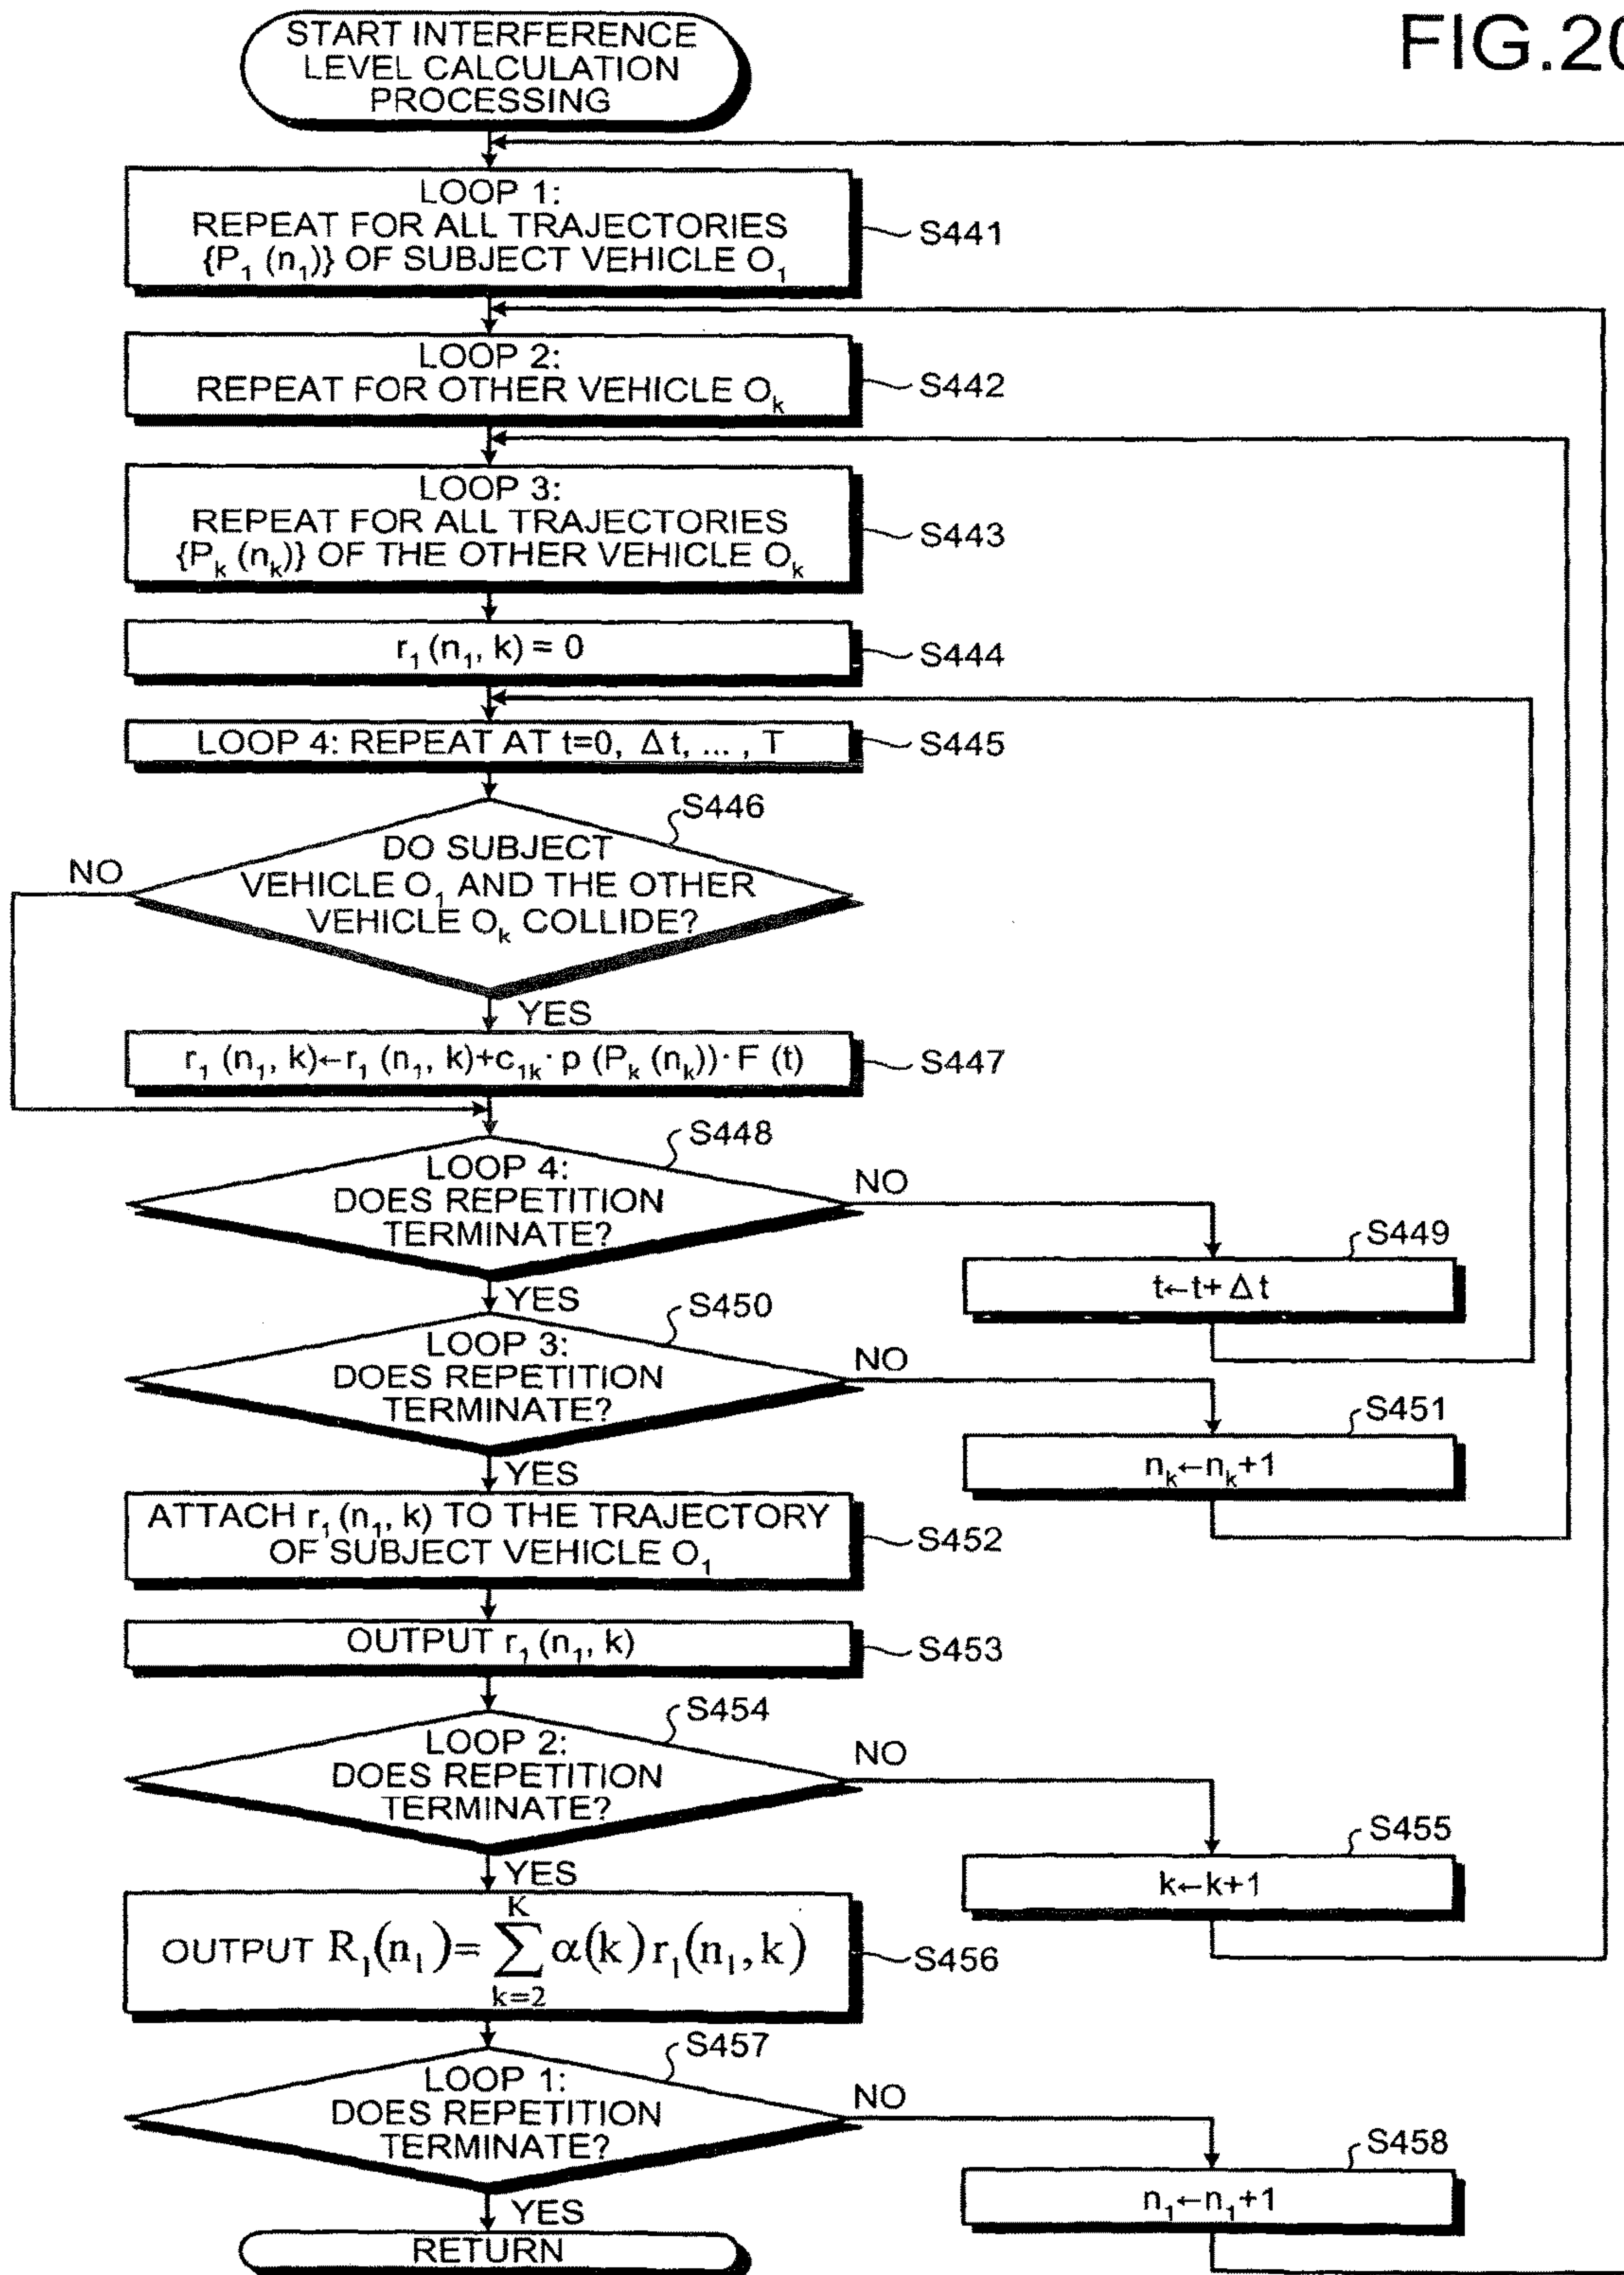 FIG.20
START INTERFERENCE
LEVEL CALCULATION
PROCESSING
LOOP 1:
REPEAT FOR ALL TRAJECTORIES
{P₁ (n₁)} OF SUBJECT VEHICLE O₁
S441
LOOP 2:
REPEAT FOR OTHER VEHICLE Oₖ
S442
LOOP 3:
REPEAT FOR ALL TRAJECTORIES
{Pₖ (nₖ)} OF THE OTHER VEHICLE Oₖ
S443
r₁ (n₁, k) = 0
S444
LOOP 4: REPEAT AT t=0, Δt, ... , T
S445
S446
DO SUBJECT
VEHICLE O₁ AND THE OTHER
VEHICLE Oₖ COLLIDE?
NO
YES
r₁ (n₁, k)←r₁ (n₁, k)+c₁ₖ· p (Pₖ (nₖ))· F (t)
S447
S448
LOOP 4:
DOES REPETITION
TERMINATE?
NO
YES
S449
t←t+ Δt
S450
LOOP 3:
DOES REPETITION
TERMINATE?
NO
YES
S451
nₖ←nₖ+1
ATTACH r₁ (n₁, k) TO THE TRAJECTORY
OF SUBJECT VEHICLE O₁
S452
OUTPUT r₁ (n₁, k)
S453
S454
LOOP 2:
DOES REPETITION
TERMINATE?
NO
YES
S455
k←k+1
OUTPUT R₁(n₁)= ∑ₖ₌₂ᴷ α(k) r₁(n₁, k)
S456
S457
LOOP 1:
DOES REPETITION
TERMINATE?
NO
YES
S458
n₁←n₁+1
RETURN